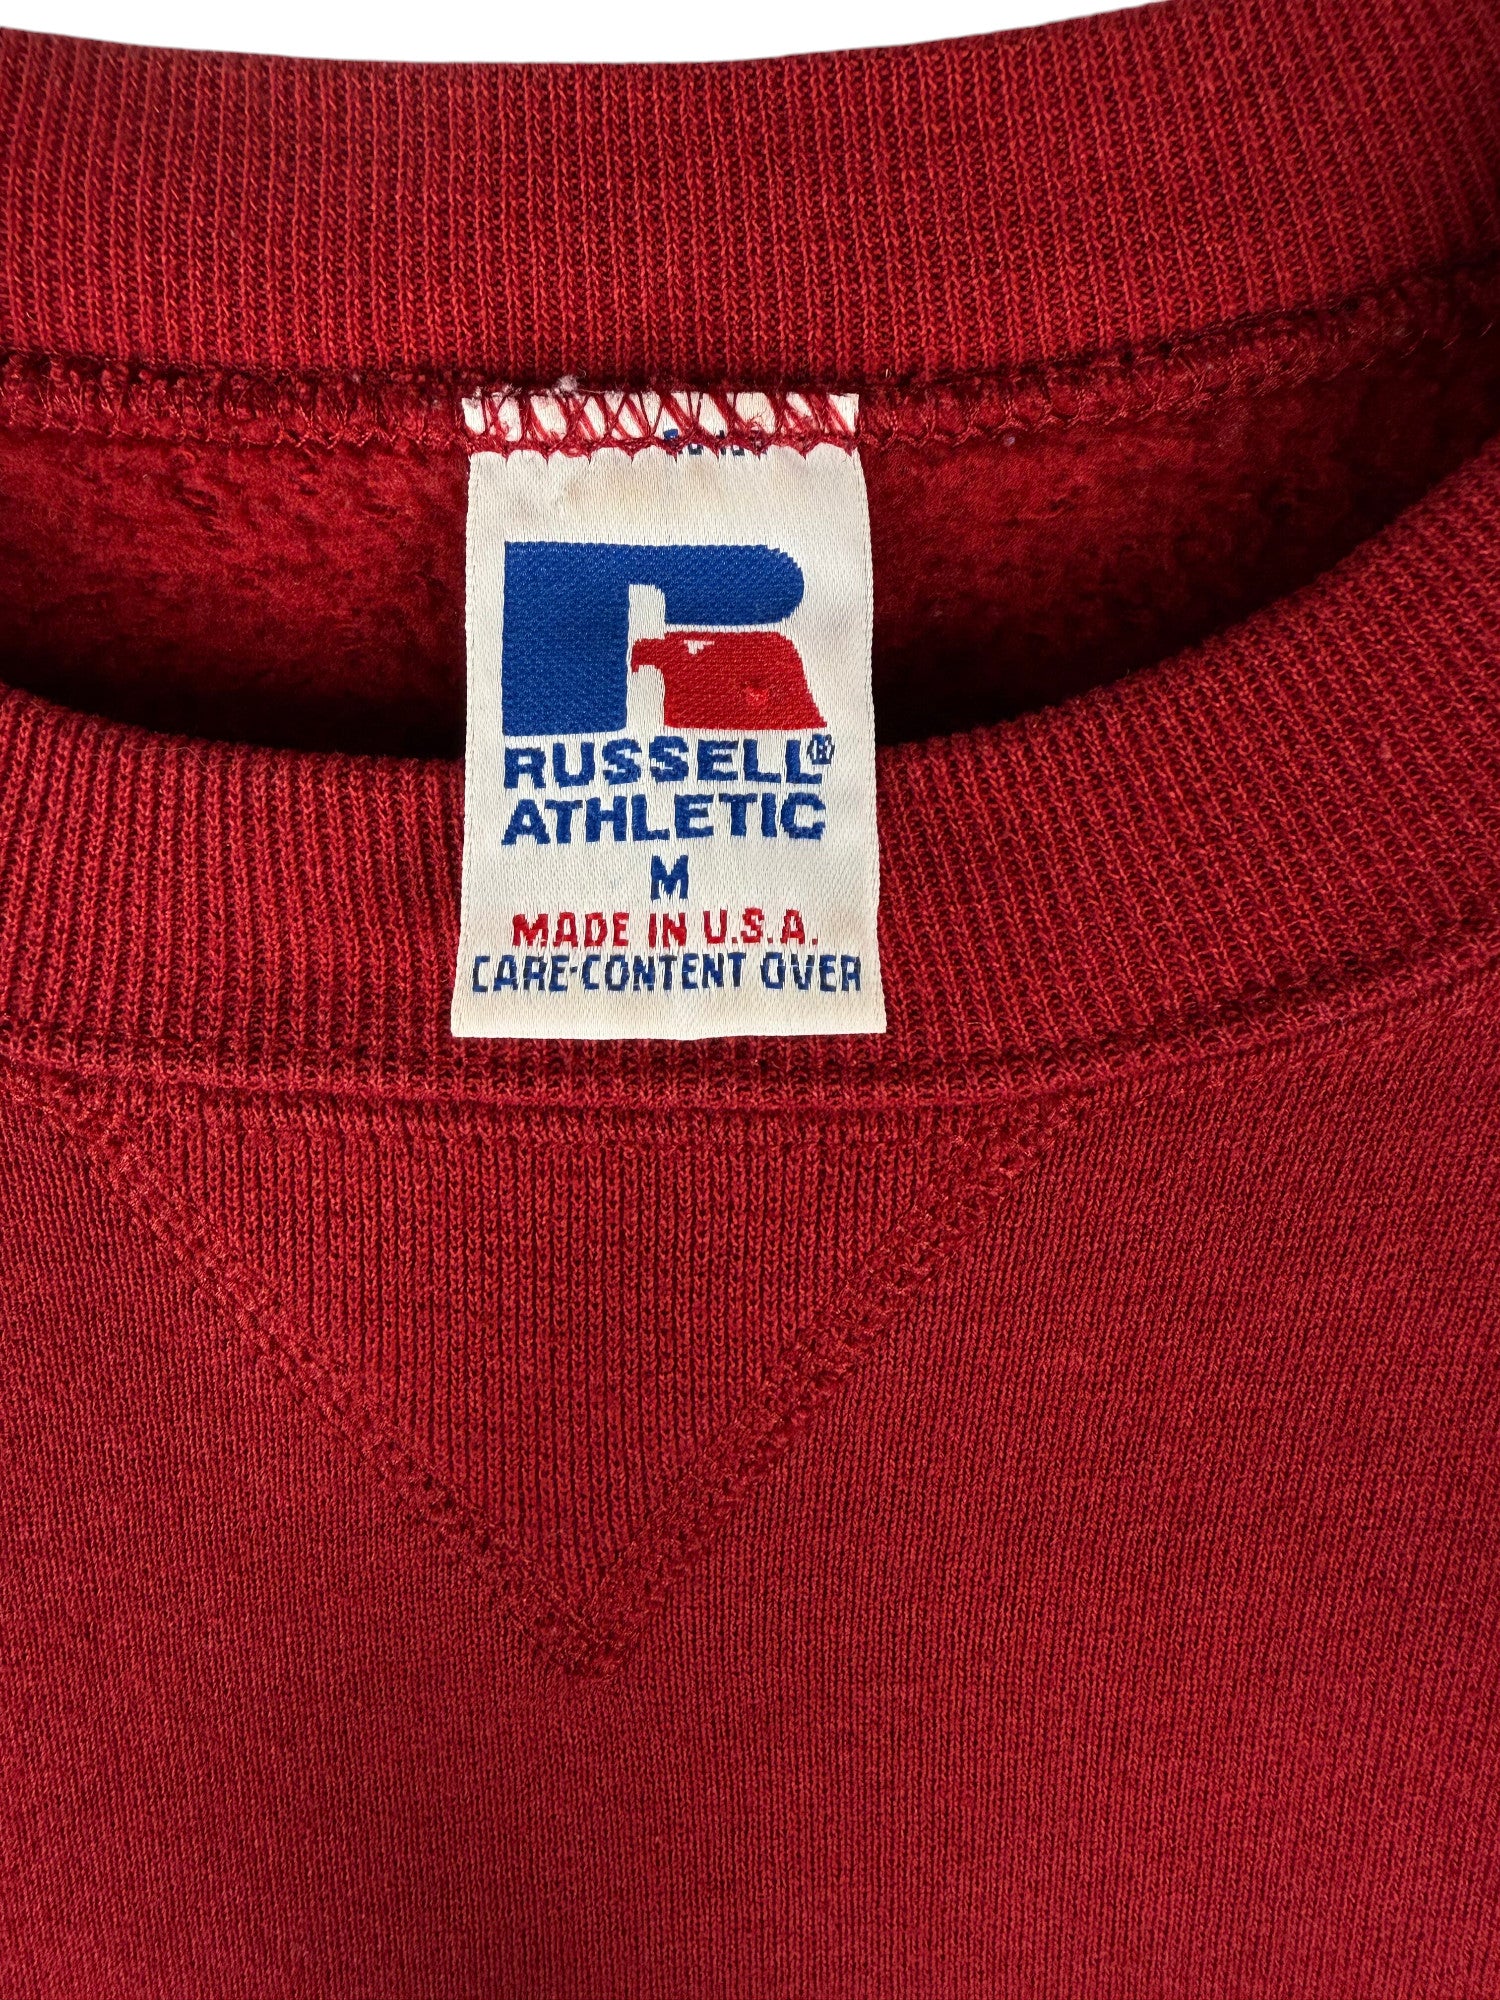 RUSSELL®
ATHLETIC
M
MADE IN U.S.A.
CARE-CONTENT OVER